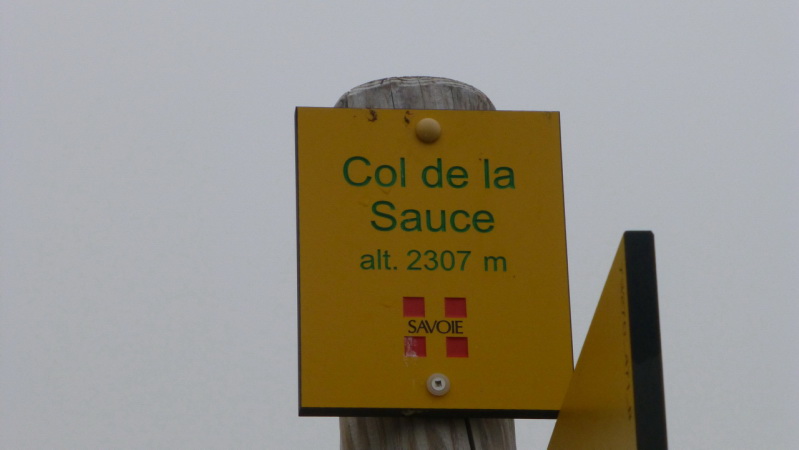 Col de la
Sauce
alt. 2307 m
SAVOIE